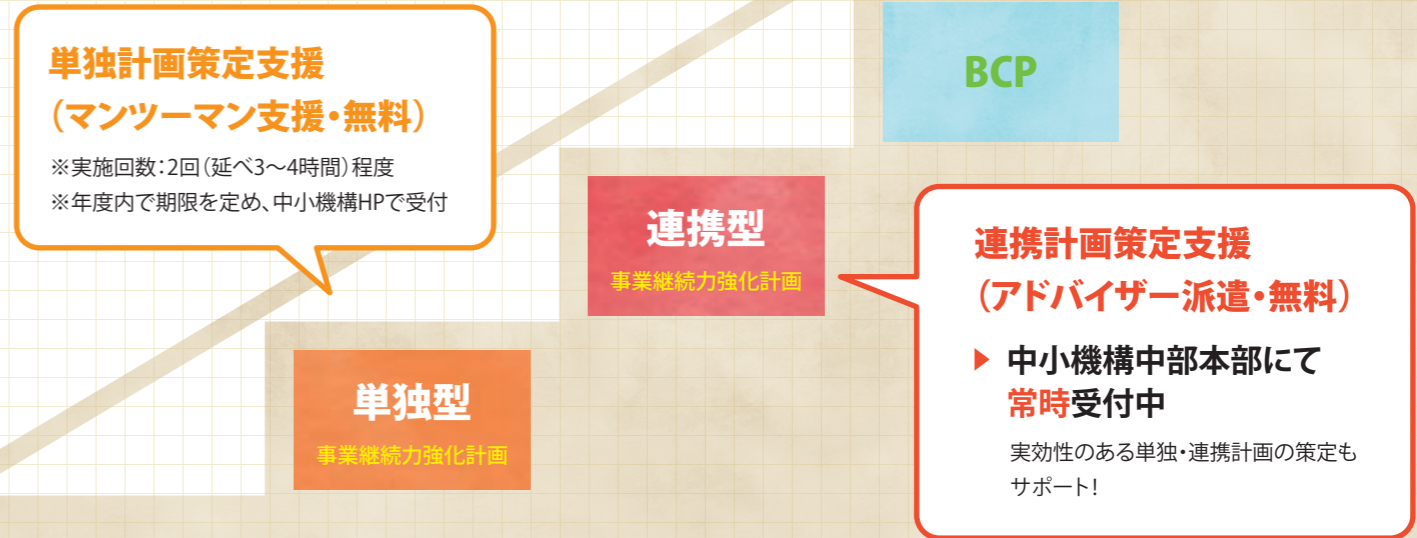 単独計画策定支援
（マンツーマン支援・無料）
※実施回数：2回（延べ3～4時間）程度
※年度内で期限を定め、中小機構HPで受付
BCP
連携型
事業継続力強化計画
単独型
事業継続力強化計画
連携計画策定支援
（アドバイザー派遣・無料）
▶ 中小機構中部本部にて
常時受付中
実効性のある単独・連携計画の策定も
サポート！